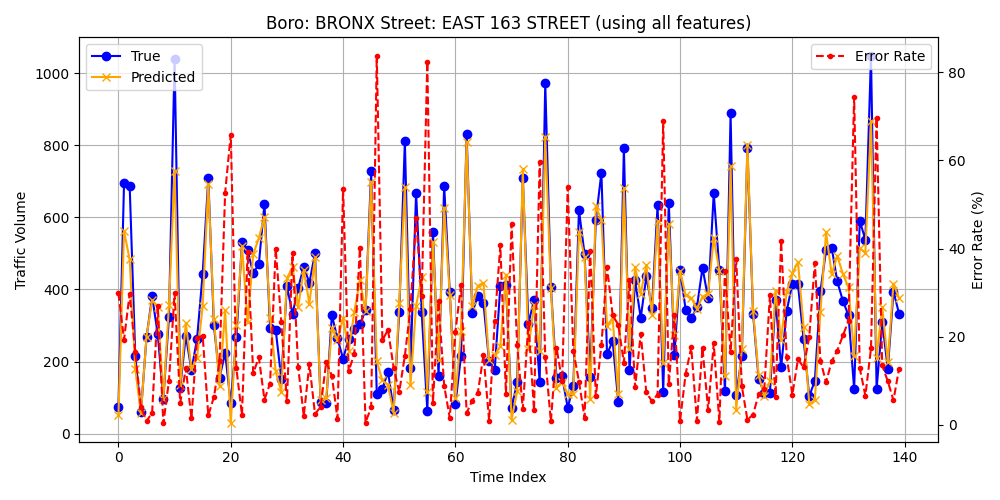 Boro: BRONX Street: EAST 163 STREET (using all features)
True
Predicted
Error Rate
1000
800
600
400
200
0
Traffic Volume
80
60
40
20
0
Error Rate (%)
0 20 40 60 80 100 120 140
Time Index